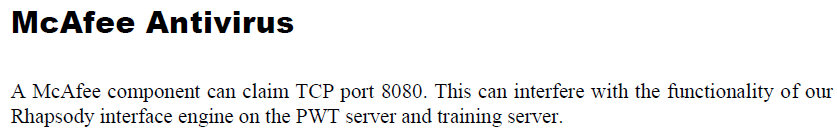 McAfee Antivirus
A McAfee component can claim TCP port 8080. This can interfere with the functionality of our
Rhapsody interface engine on the PWT server and training server.